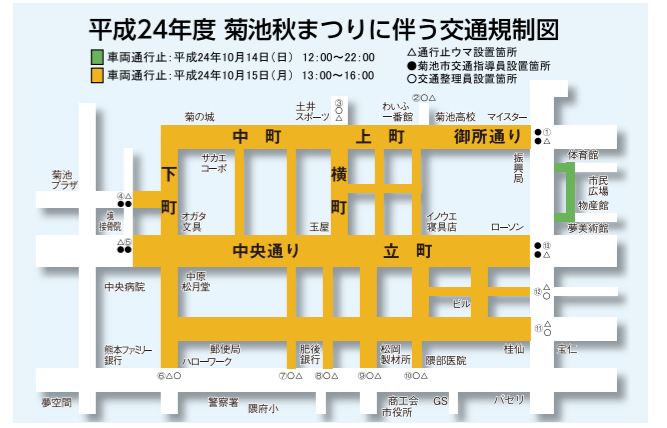 平成24年度 菊池秋まつりに伴う交通規制図
車両通行止：平成24年10月14日（日） 12:00〜22:00
車両通行止：平成24年10月15日（月） 13:00〜16:00
△通行止ウマ設置箇所
●菊池市交通指導員設置箇所
○交通整理員設置箇所
菊の城
土井
スポーツ
③
○
△
②○△
わいふ
一番館
菊池高校
マイスター
中町
上町
御所通り
●①
●△
菊池
プラザ
下町
サカエ
コーポ
横町
振興局
体育館
市民
広場
物産館
夢美術館
④△
●●
接骨院
オガタ
文具
玉屋
イノウエ
寝具店
ローソン
△⑤
●●
中央通り
立町
●⑬
●△
中央病院
中原
松月堂
ビル
⑫△
○
⑪△
○
熊本ファミリー
銀行
郵便局
ハローワーク
肥後
銀行
松岡
製材所
隈部医院
桂仙
宝仁
⑥△○
⑦○△
⑧○△
⑨○△
⑩○△
夢空間
警察署
隈府小
商工会
市役所
GS
パセリ